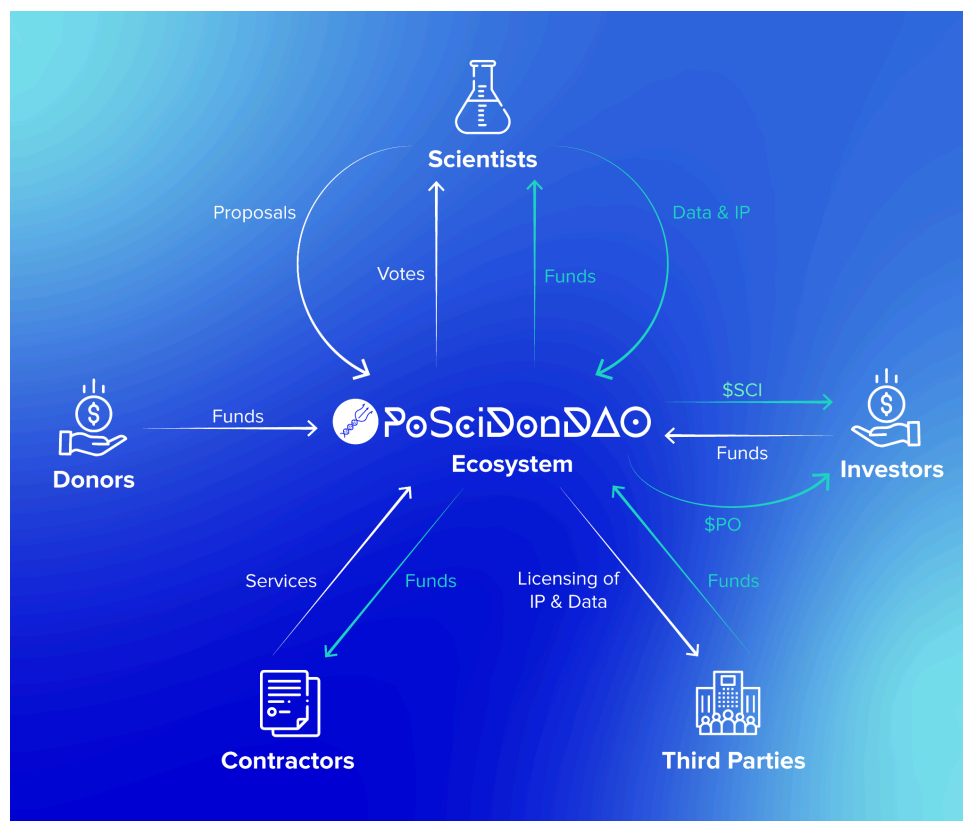 Scientists
Proposals
Data & IP
Votes
Funds
$SCI
Funds
PoSciDonDAO
Funds
Ecosystem
Investors
Donors
$PO
Services
Funds
Licensing of
IP & Data
Funds
Contractors
Third Parties